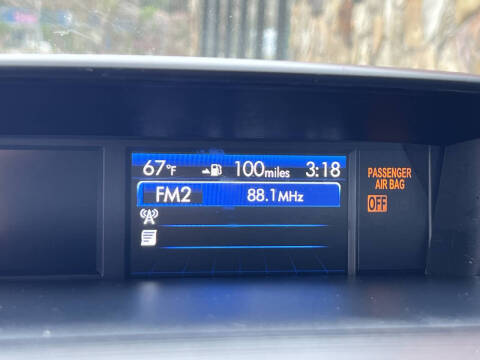 67°F 100miles 3:18
FM2 88.1MHz
PASSENGER
AIR BAG
OFF